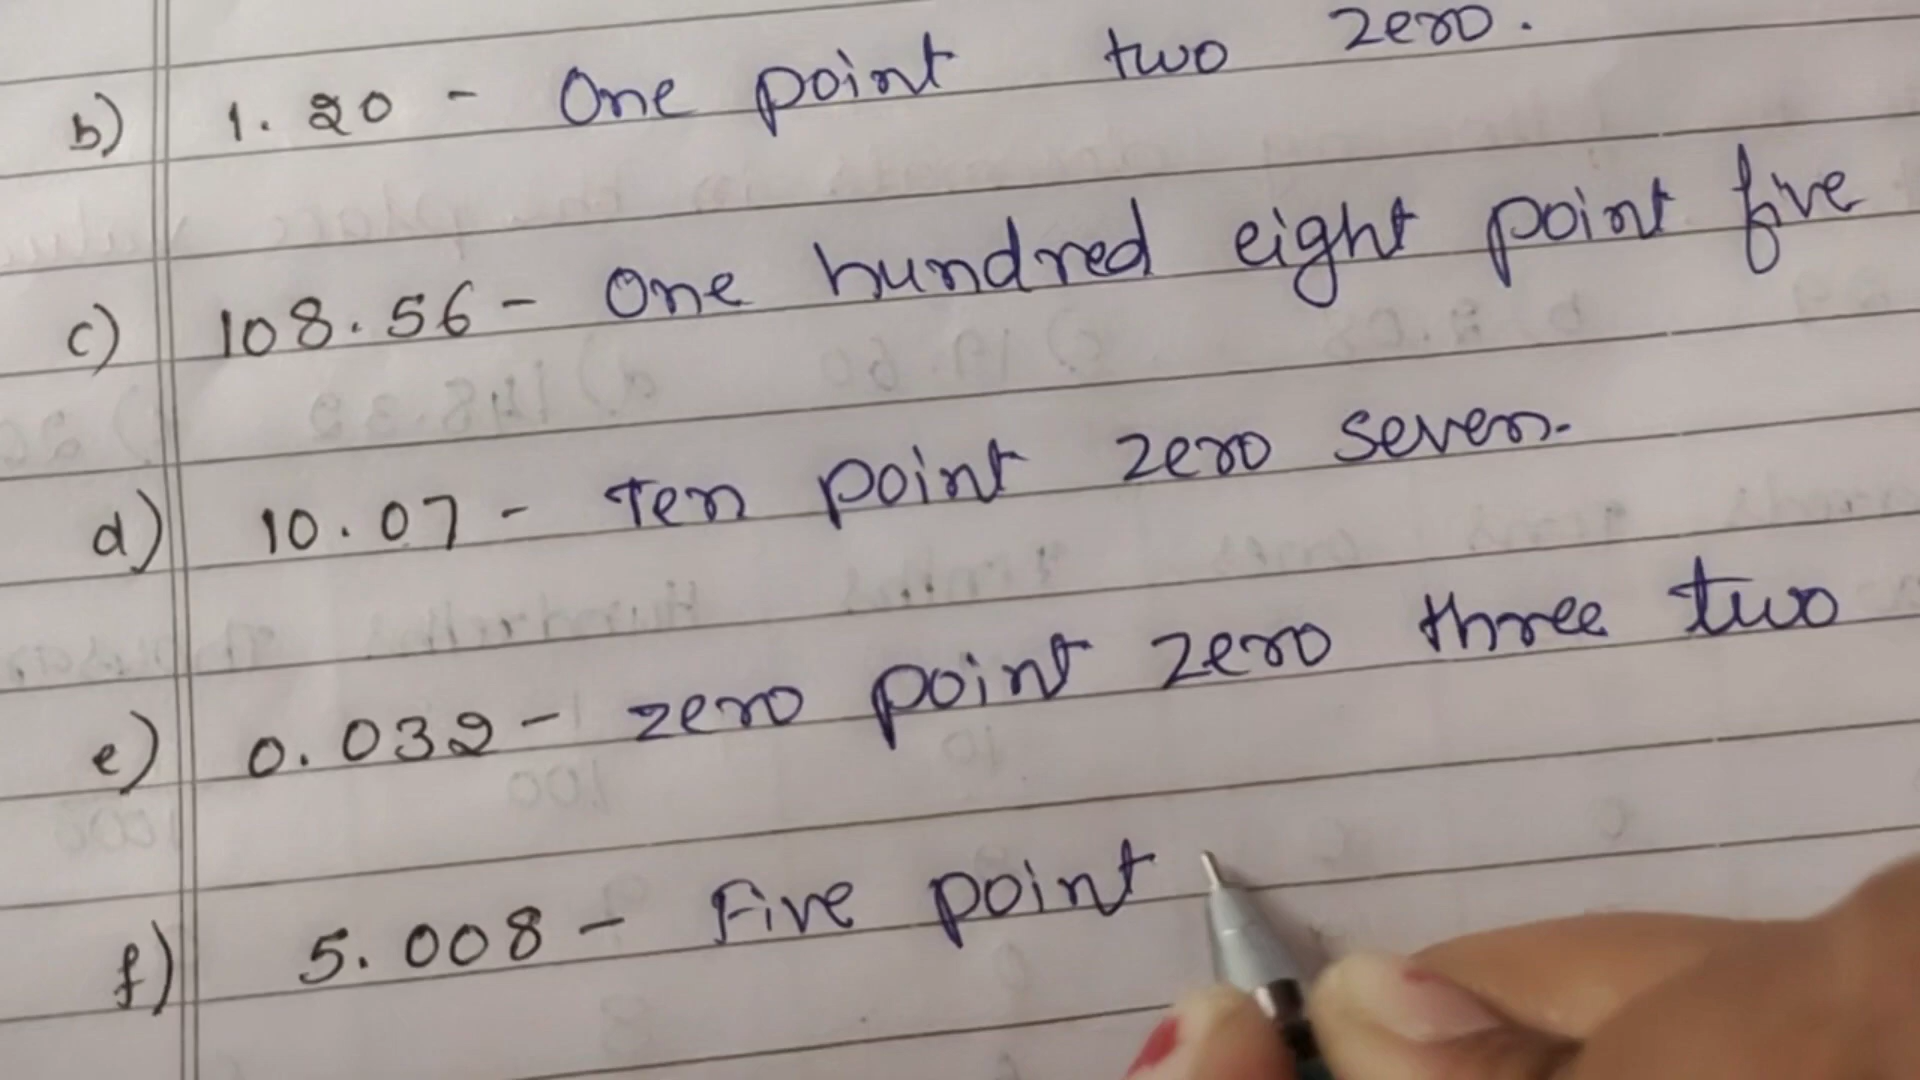 b) 1.20 - One point two zero.
c) 108.56 - One hundred eight point five
d) 10.07 - Ten point zero seven.
e) 0.032 - zero point zero three two
f) 5.008 - Five point